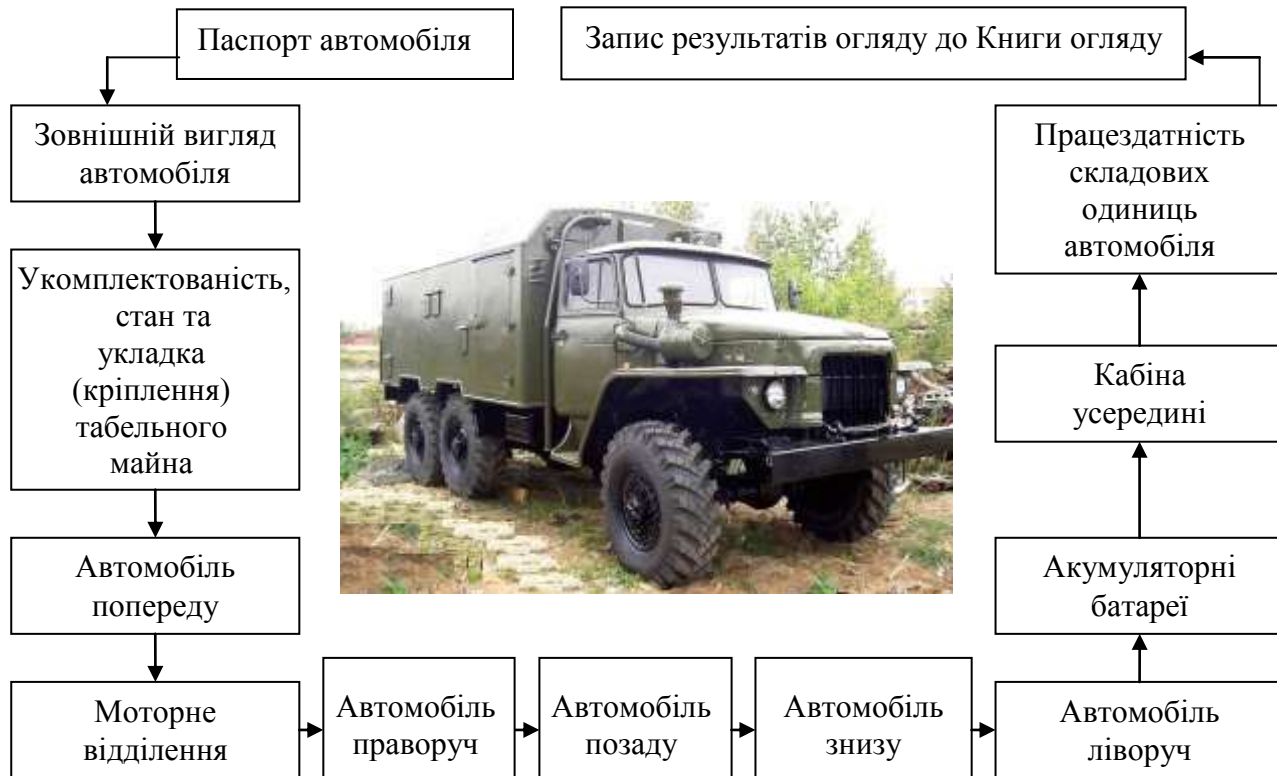 Паспорт автомобіля
Зовнішній вигляд
автомобіля
Укомплектованість,
стан та
укладка
(кріплення)
табельного
майна
Автомобіль
попереду
Моторне
відділення
Автомобіль
праворуч
Автомобіль
позаду
Автомобіль
знизу
Автомобіль
ліворуч
Акумуляторні
батареї
Кабіна
усередині
Працездатність
складових
одиниць
автомобіля
Запис результатів огляду до Книги огляду